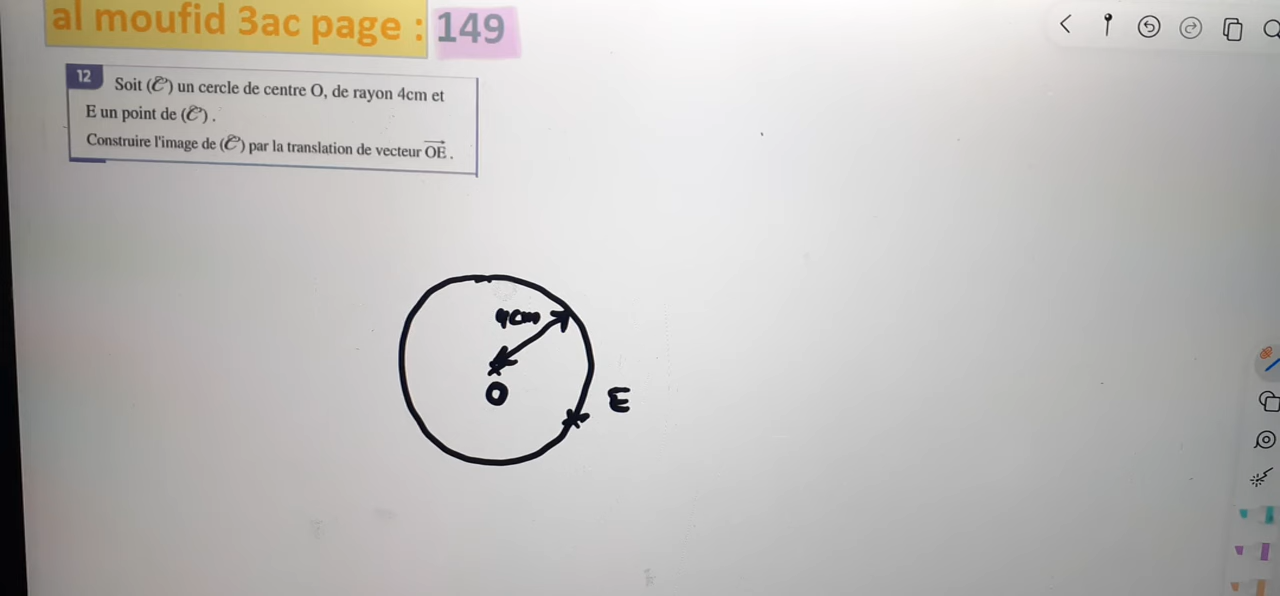 al moufid 3ac page : 149
12
Soit (𝒞) un cercle de centre O, de rayon 4cm et
E un point de (𝒞) .
Construire l'image de (𝒞) par la translation de vecteur OE⃗ .
4cm
O
E